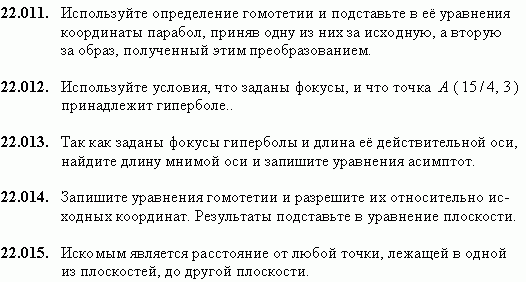 22.011. Используйте определение гомотетии и подставьте в её уравнения
координаты парабол, приняв одну из них за исходную, а вторую
за образ, полученный этим преобразованием.
22.012. Используйте условия, что заданы фокусы, и что точка A ( 15 / 4, 3 )
принадлежит гиперболе..
22.013. Так как заданы фокусы гиперболы и длина её действительной оси,
найдите длину мнимой оси и запишите уравнения асимптот.
22.014. Запишите уравнения гомотетии и разрешите их относительно ис-
ходных координат. Результаты подставьте в уравнение плоскости.
22.015. Искомым является расстояние от любой точки, лежащей в одной
из плоскостей, до другой плоскости.